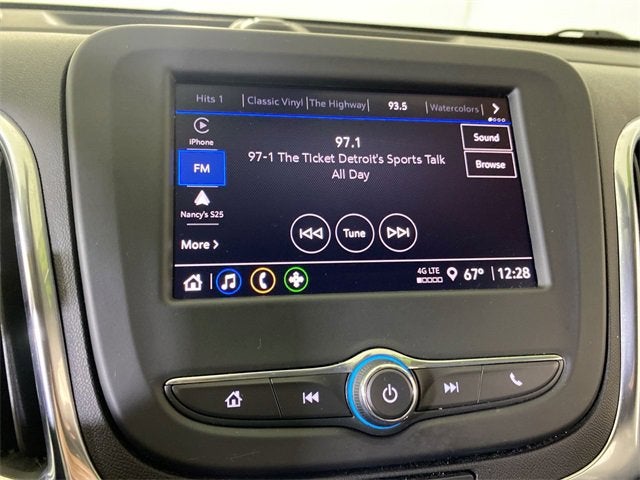 Hits 1 | Classic Vinyl | The Highway | 93.5 | Watercolors
iPhone
97.1
Sound
97-1 The Ticket Detroit's Sports Talk
All Day
Browse
FM
Nancy's S25
Tune
More
4G LTE 67° 12:28